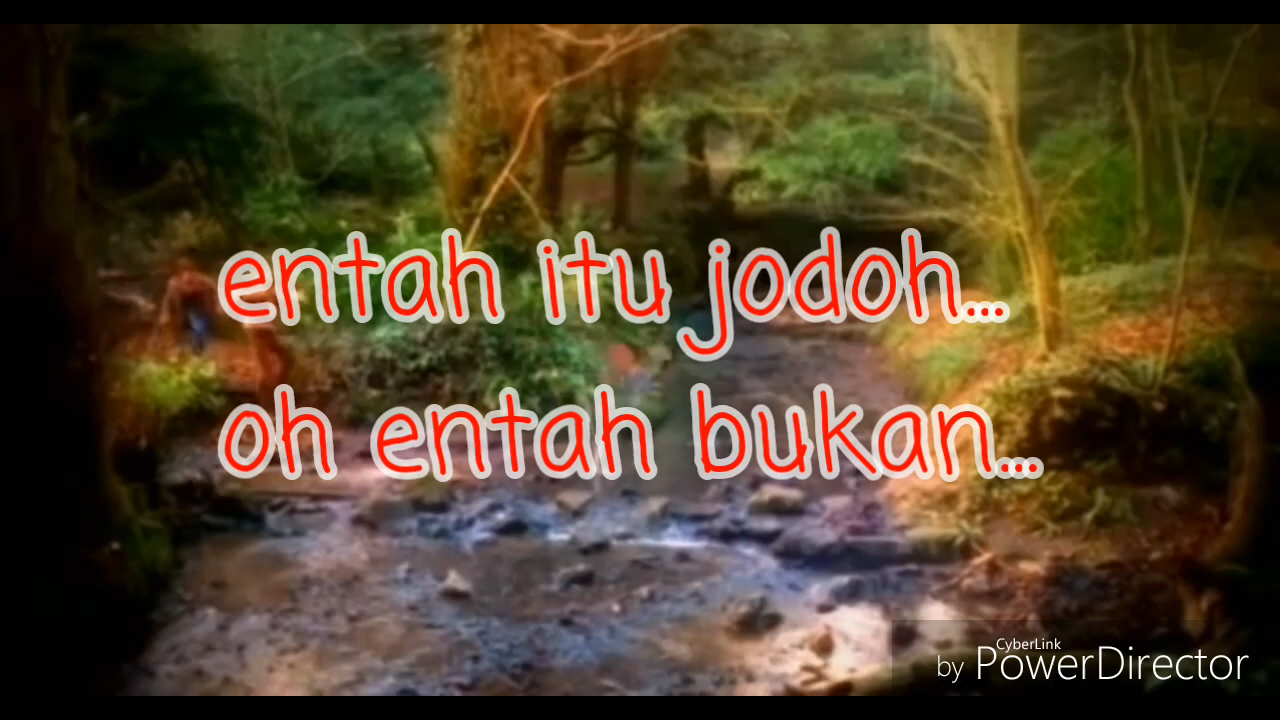 entah itu jodoh...
oh entah bukan...
CyberLink
by PowerDirector